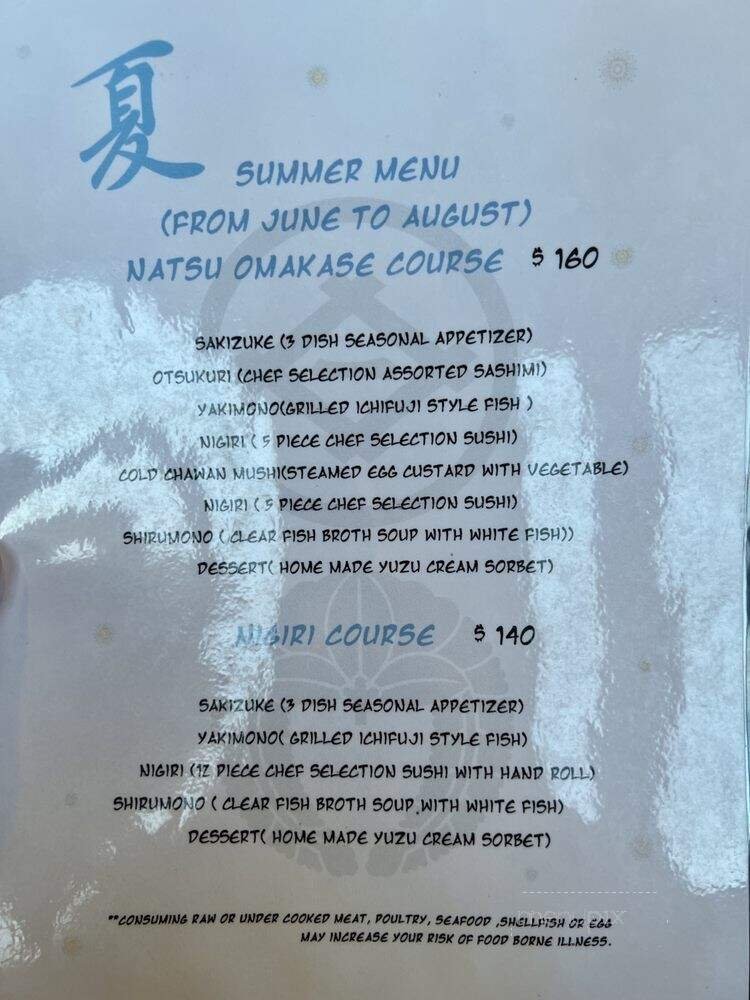 夏
SUMMER MENU
(FROM JUNE TO AUGUST)
NATSU OMAKASE COURSE $ 160
SAKIZUKE (3 DISH SEASONAL APPETIZER)
OTSUKURI (CHEF SELECTION ASSORTED SASHIMI)
YAKIMONO(GRILLED ICHIFUJI STYLE FISH )
NIGIRI ( 5 PIECE CHEF SELECTION SUSHI)
COLD CHAWAN MUSHI(STEAMED EGG CUSTARD WITH VEGETABLE)
NIGIRI ( 5 PIECE CHEF SELECTION SUSHI)
SHIRUMONO ( CLEAR FISH BROTH SOUP WITH WHITE FISH))
DESSERT( HOME MADE YUZU CREAM SORBET)
NIGIRI COURSE $ 140
SAKIZUKE (3 DISH SEASONAL APPETIZER)
YAKIMONO( GRILLED ICHIFUJI STYLE FISH)
NIGIRI (12 PIECE CHEF SELECTION SUSHI WITH HAND ROLL)
SHIRUMONO ( CLEAR FISH BROTH SOUP WITH WHITE FISH)
DESSERT( HOME MADE YUZU CREAM SORBET)
**CONSUMING RAW OR UNDER COOKED MEAT, POULTRY, SEAFOOD ,SHELLFISH OR EGG
MAY INCREASE YOUR RISK OF FOOD BORNE ILLNESS.